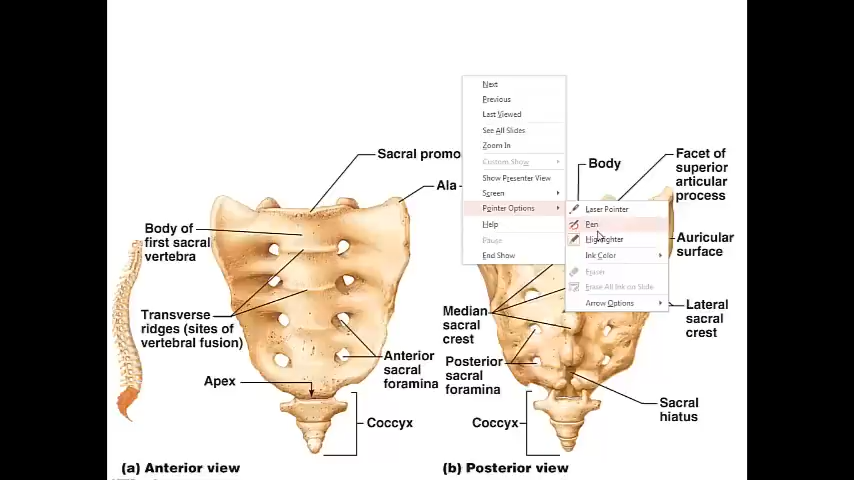 Sacral promo
Ala
Body of
first sacral
vertebra
Transverse
ridges (sites of
vertebral fusion)
Apex
Anterior
sacral
foramina
Coccyx
(a) Anterior view
Next
Previous
Last Viewed
See All Slides
Zoom In
Custom Show
Show Presenter View
Screen
Pointer Options
Help
Pause
End Show
Laser Pointer
Pen
Highlighter
Ink Color
Eraser
Erase All Ink on Slide
Arrow Options
Body
Facet of
superior
articular
process
Auricular
surface
Lateral
sacral
crest
Median
sacral
crest
Posterior
sacral
foramina
Sacral
hiatus
Coccyx
(b) Posterior view